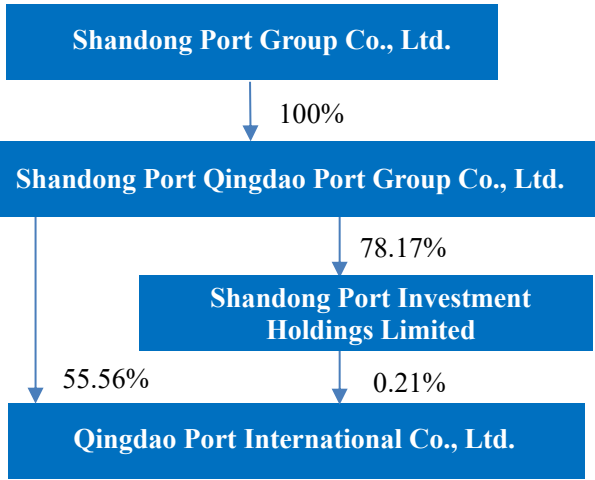 Shandong Port Group Co., Ltd.
100%
Shandong Port Qingdao Port Group Co., Ltd.
78.17%
Shandong Port Investment
Holdings Limited
55.56%
0.21%
Qingdao Port International Co., Ltd.